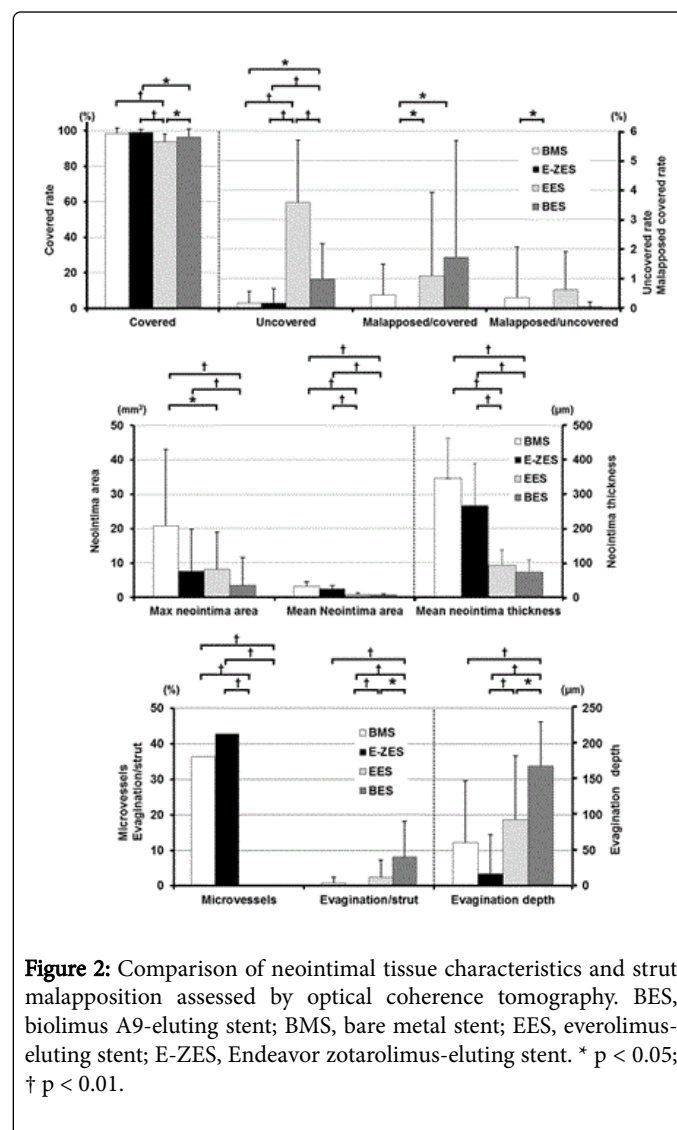 * †
* † † † * * *
† † * † †
(%) (%)
100 6
80 5
60 4
40 3
20 2
0 1
0
Covered rate
Uncovered rate
Malapposed covered rate
BMS
E-ZES
EES
BES
Covered Uncovered Malapposed/covered Malapposed/uncovered
† † †
† † † † †
* † †
(mm²) (μm)
50 500
40 400
30 300
20 200
10 100
0 0
Neointima area
Neointima thickness
BMS
E-ZES
EES
BES
Max neointima area Mean Neointima area Mean neointima thickness
†
† † †
† † †
† † * † *
(%) (μm)
50 250
40 200
30 150
20 100
10 50
0 0
Microvessels
Evagination/strut
Evagination depth
BMS
E-ZES
EES
BES
Microvessels Evagination/strut Evagination depth
Figure 2: Comparison of neointimal tissue characteristics and strut
malapposition assessed by optical coherence tomography. BES,
biolimus A9-eluting stent; BMS, bare metal stent; EES, everolimus-
eluting stent; E-ZES, Endeavor zotarolimus-eluting stent. * p < 0.05;
† p < 0.01.